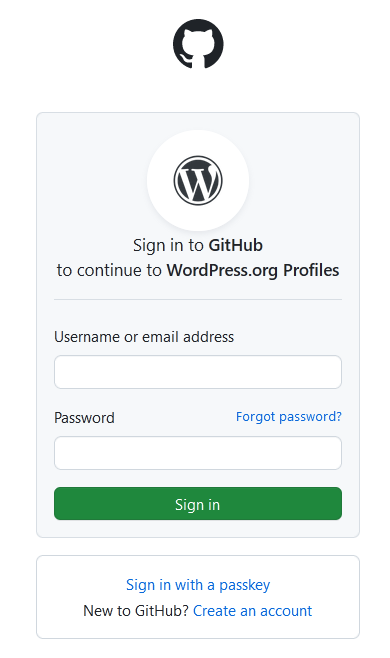 Sign in to GitHub
to continue to WordPress.org Profiles
Username or email address
Password Forgot password?
Sign in
Sign in with a passkey
New to GitHub? Create an account